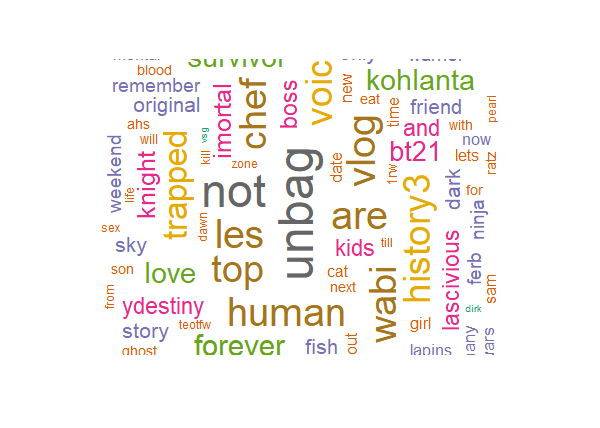 survivor
only
blood
remember
original
imortal
chef
boss
voic
new
eat
kohlanta
time
friend
pearl
ahs
will
vsg
kill
zone
and
with
now
bt21
lets
ratz
weekend
life
knight
trapped
not
unbag
date
vlog
1rw
history3
dark
for
ninja
sex
dawn
les
are
kids
till
lascivious
ferb
sky
son
love
top
cat
next
wabi
sam
from
ydestiny
human
girl
dirk
story
teotfw
forever
fish
out
lapins
ghost